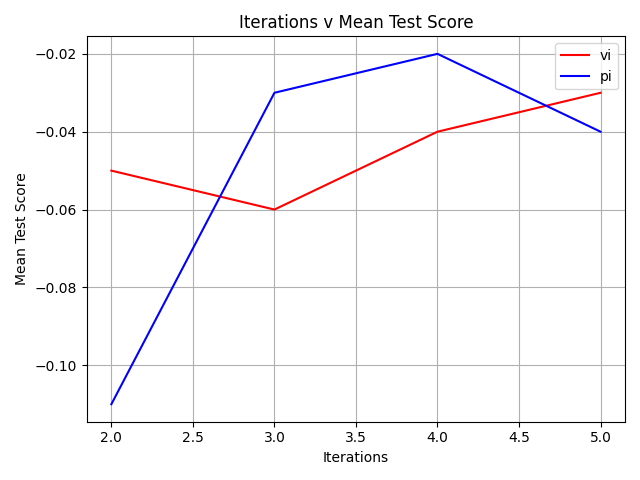 Iterations v Mean Test Score
vi
pi
−0.02
−0.04
−0.06
−0.08
−0.10
Mean Test Score
2.0 2.5 3.0 3.5 4.0 4.5 5.0
Iterations